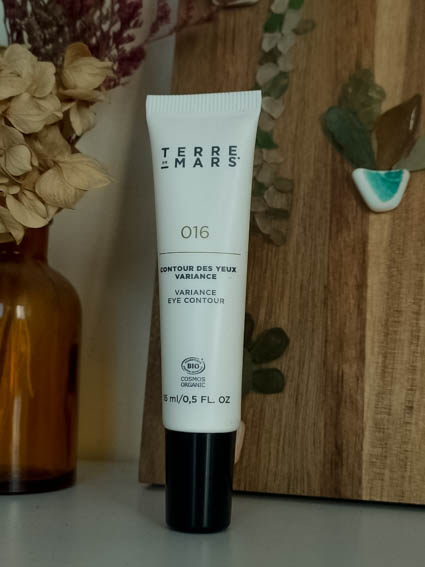 TERRE
DE MARS
016
CONTOUR DES YEUX
VARIANCE
VARIANCE
EYE CONTOUR
BIO
COSMOS
ORGANIC
15 ml/0,5 FL. OZ